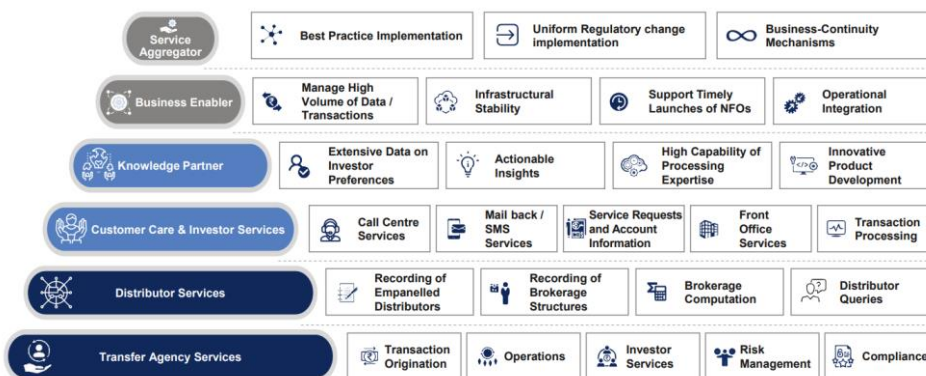 Service
Aggregator
Best Practice Implementation
Uniform Regulatory change
implementation
Business-Continuity
Mechanisms
Business Enabler
Manage High
Volume of Data /
Transactions
Infrastructural
Stability
Support Timely
Launches of NFOs
Operational
Integration
Knowledge Partner
Extensive Data on
Investor
Preferences
Actionable
Insights
High Capability of
Processing
Expertise
Innovative
Product
Development
Customer Care & Investor Services
Call Centre
Services
Mail back /
SMS
Services
Service Requests
and Account
Information
Front
Office
Services
Transaction
Processing
Distributor Services
Recording of
Empanelled
Distributors
Recording of
Brokerage
Structures
Brokerage
Computation
Distributor
Queries
Transfer Agency Services
Transaction
Origination
Operations
Investor
Services
Risk
Management
Compliance